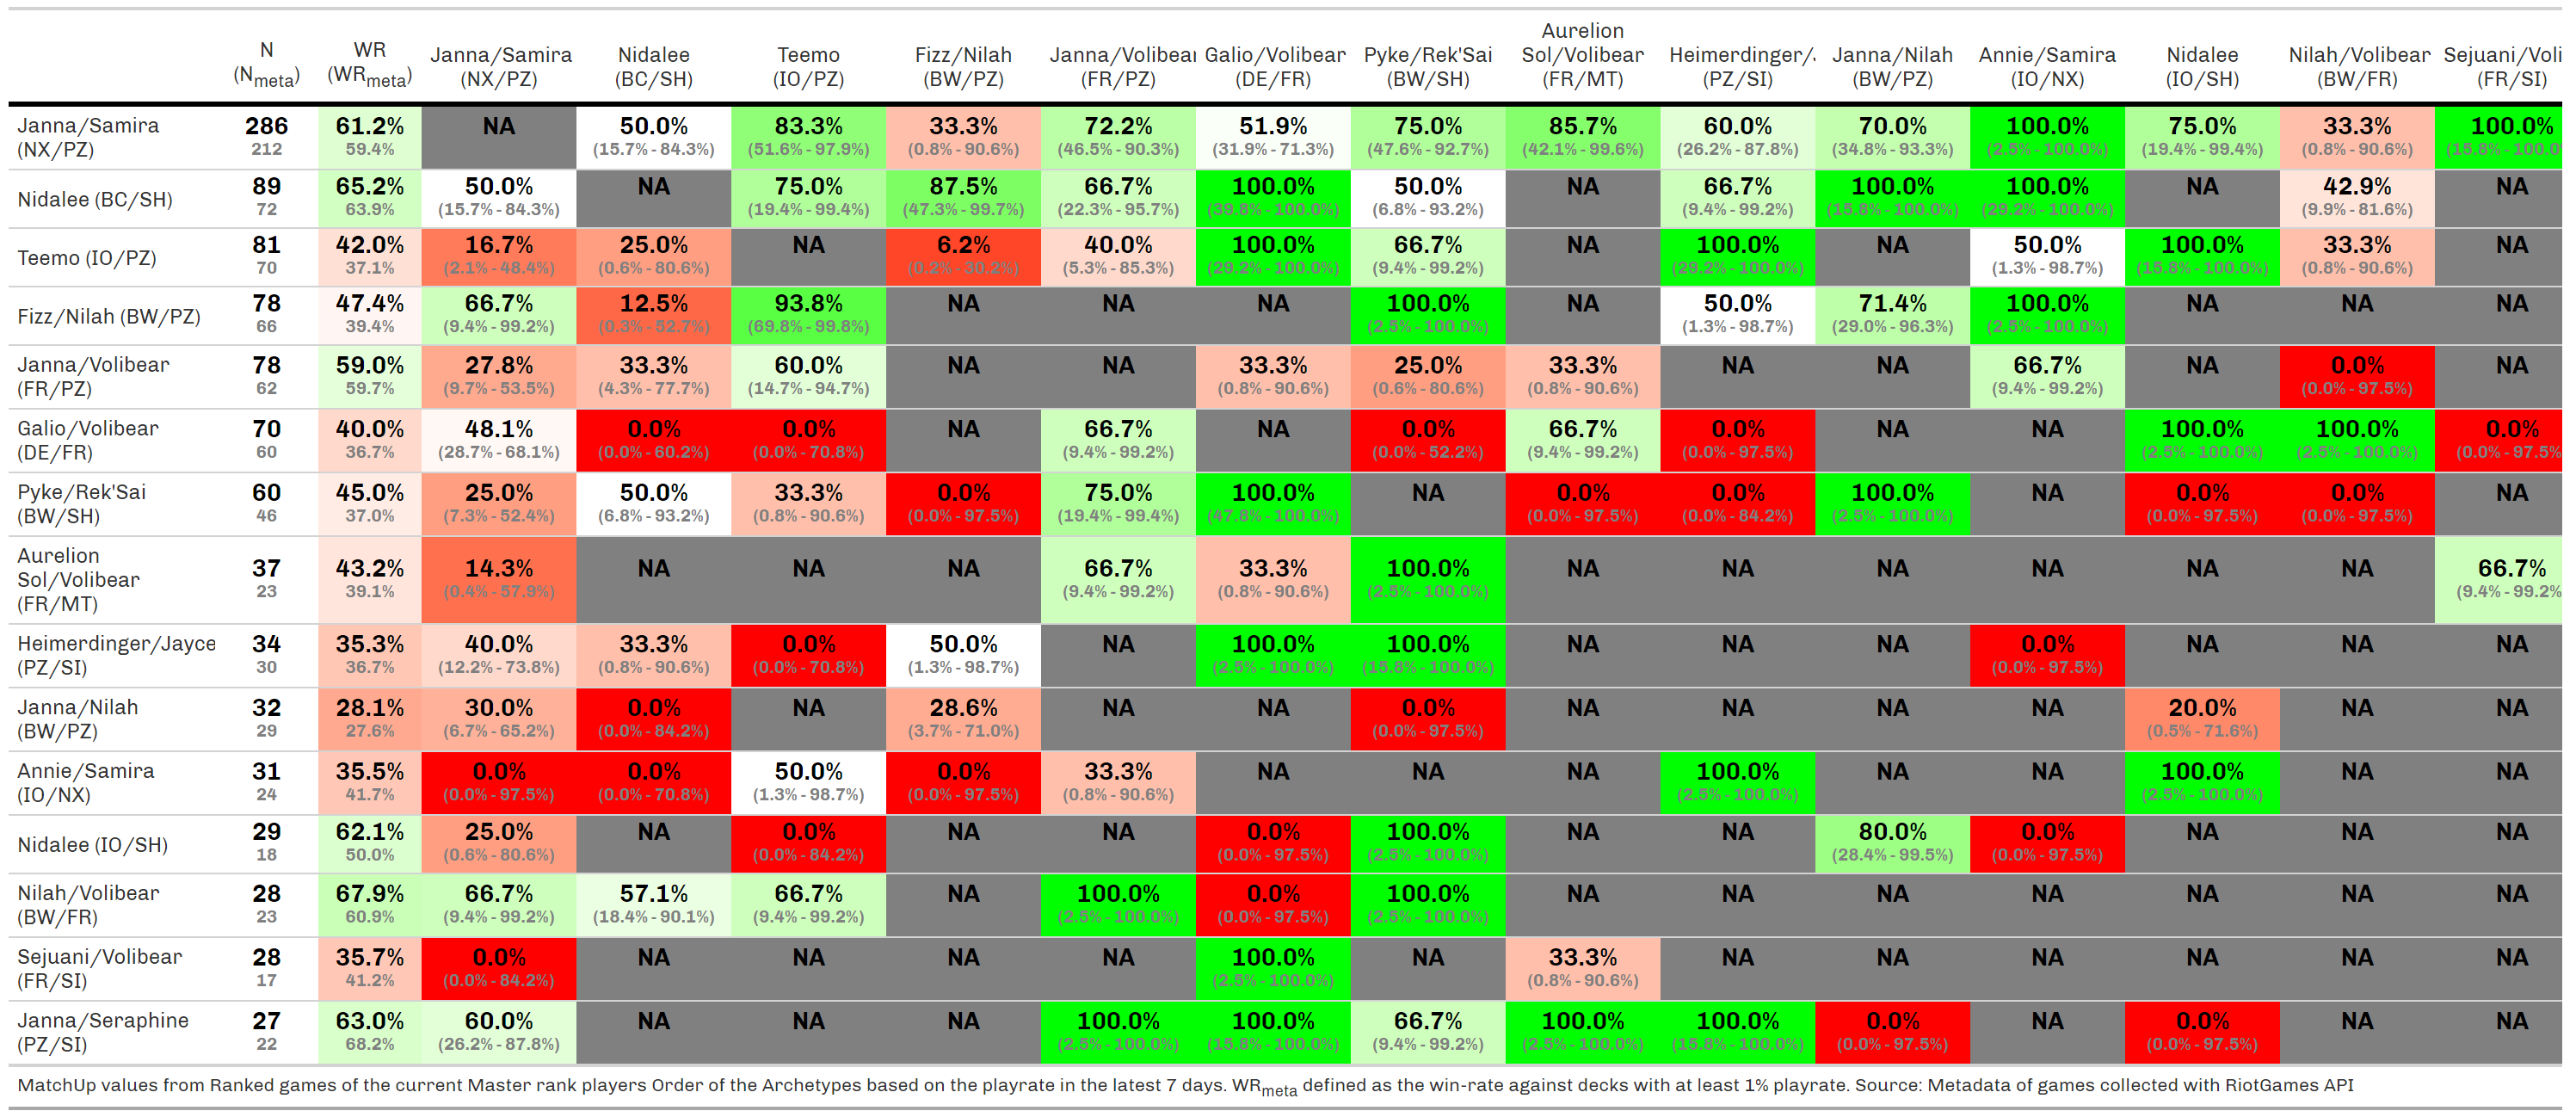 N (N_meta) WR (WR_meta) Janna/Samira (NX/PZ) Nidalee (BC/SH) Teemo (IO/PZ) Fizz/Nilah (BW/PZ) Janna/Volibear (FR/PZ) Galio/Volibear (DE/FR) Pyke/Rek'Sai (BW/SH) Aurelion Sol/Volibear (FR/MT) Heimerdinger/ (PZ/SI) Janna/Nilah (BW/PZ) Annie/Samira (IO/NX) Nidalee (IO/SH) Nilah/Volibear (BW/FR) Sejuani/Voli (FR/SI)
Janna/Samira 286 61.2% NA 50.0% 83.3% 33.3% 72.2% 51.9% 75.0% 85.7% 60.0% 70.0% 100.0% 75.0% 33.3% 100.0%
(NX/PZ) 212 59.4% (15.7% - 84.3%) (51.6% - 97.9%) (0.8% - 90.6%) (46.5% - 90.3%) (31.9% - 71.3%) (47.6% - 92.7%) (42.1% - 99.6%) (26.2% - 87.8%) (34.8% - 93.3%) (2.5% - 100.0%) (19.4% - 99.4%) (0.8% - 90.6%) (15.8% - 100.0
Nidalee (BC/SH) 89 65.2% 50.0% NA 75.0% 87.5% 66.7% 100.0% 50.0% NA 66.7% 100.0% 100.0% NA 42.9% NA
72 63.9% (15.7% - 84.3%) (19.4% - 99.4%) (47.3% - 99.7%) (22.3% - 95.7%) (39.8% - 100.0%) (6.8% - 93.2%) (9.4% - 99.2%) (15.8% - 100.0%) (29.2% - 100.0%) (9.9% - 81.6%)
Teemo (IO/PZ) 81 42.0% 16.7% 25.0% NA 6.2% 40.0% 100.0% 66.7% NA 100.0% NA 50.0% 100.0% 33.3% NA
70 37.1% (2.1% - 48.4%) (0.6% - 80.6%) (0.2% - 30.2%) (5.3% - 85.3%) (29.2% - 100.0%) (9.4% - 99.2%) (29.2% - 100.0%) (1.3% - 98.7%) (15.8% - 100.0%) (0.8% - 90.6%)
Fizz/Nilah (BW/PZ) 78 47.4% 66.7% 12.5% 93.8% NA NA NA 100.0% NA 50.0% 71.4% 100.0% NA NA NA
66 39.4% (9.4% - 99.2%) (0.3% - 52.7%) (69.8% - 99.8%) (2.5% - 100.0%) (1.3% - 98.7%) (29.0% - 96.3%) (2.5% - 100.0%)
Janna/Volibear 78 59.0% 27.8% 33.3% 60.0% NA NA 33.3% 25.0% 33.3% NA NA 66.7% NA 0.0% NA
(FR/PZ) 62 59.7% (9.7% - 53.5%) (4.3% - 77.7%) (14.7% - 94.7%) (0.8% - 90.6%) (0.6% - 80.6%) (0.8% - 90.6%) (9.4% - 99.2%) (0.0% - 97.5%)
Galio/Volibear 70 40.0% 48.1% 0.0% 0.0% NA 66.7% NA 0.0% 66.7% 0.0% NA NA 100.0% 100.0% 0.0%
(DE/FR) 60 36.7% (28.7% - 68.1%) (0.0% - 60.2%) (0.0% - 70.8%) (9.4% - 99.2%) (0.0% - 52.2%) (9.4% - 99.2%) (0.0% - 97.5%) (2.5% - 100.0%) (2.5% - 100.0%) (0.0% - 97.5%
Pyke/Rek'Sai 60 45.0% 25.0% 50.0% 33.3% 0.0% 75.0% 100.0% NA 0.0% 0.0% 100.0% NA 0.0% 0.0% NA
(BW/SH) 46 37.0% (7.3% - 52.4%) (6.8% - 93.2%) (0.8% - 90.6%) (0.0% - 97.5%) (19.4% - 99.4%) (47.8% - 100.0%) (0.0% - 97.5%) (0.0% - 84.2%) (2.5% - 100.0%) (0.0% - 97.5%) (0.0% - 97.5%)
Aurelion
Sol/Volibear 37 43.2% 14.3% NA NA NA 66.7% 33.3% 100.0% NA NA NA NA NA NA 66.7%
(FR/MT) 23 39.1% (0.4% - 57.9%) (9.4% - 99.2%) (0.8% - 90.6%) (2.5% - 100.0%) (9.4% - 99.2%
Heimerdinger/Jayce 34 35.3% 40.0% 33.3% 0.0% 50.0% NA 100.0% 100.0% NA NA NA 0.0% NA NA NA
(PZ/SI) 30 36.7% (12.2% - 73.8%) (0.8% - 90.6%) (0.0% - 70.8%) (1.3% - 98.7%) (2.5% - 100.0%) (15.8% - 100.0%) (0.0% - 97.5%)
Janna/Nilah 32 28.1% 30.0% 0.0% NA 28.6% NA NA 0.0% NA NA NA NA 20.0% NA NA
(BW/PZ) 29 27.6% (6.7% - 65.2%) (0.0% - 84.2%) (3.7% - 71.0%) (0.0% - 97.5%) (0.5% - 71.6%)
Annie/Samira 31 35.5% 0.0% 0.0% 50.0% 0.0% 33.3% NA NA NA 100.0% NA NA 100.0% NA NA
(IO/NX) 24 41.7% (0.0% - 97.5%) (0.0% - 70.8%) (1.3% - 98.7%) (0.0% - 97.5%) (0.8% - 90.6%) (2.5% - 100.0%) (2.5% - 100.0%)
Nidalee (IO/SH) 29 62.1% 25.0% NA 0.0% NA NA 0.0% 100.0% NA NA 80.0% 0.0% NA NA NA
18 50.0% (0.6% - 80.6%) (0.0% - 84.2%) (0.0% - 97.5%) (2.5% - 100.0%) (28.4% - 99.5%) (0.0% - 97.5%)
Nilah/Volibear 28 67.9% 66.7% 57.1% 66.7% NA 100.0% 0.0% 100.0% NA NA NA NA NA NA NA
(BW/FR) 23 60.9% (9.4% - 99.2%) (18.4% - 90.1%) (9.4% - 99.2%) (2.5% - 100.0%) (0.0% - 97.5%) (2.5% - 100.0%)
Sejuani/Volibear 28 35.7% 0.0% NA NA NA NA 100.0% NA 33.3% NA NA NA NA NA NA
(FR/SI) 17 41.2% (0.0% - 84.2%) (2.5% - 100.0%) (0.8% - 90.6%)
Janna/Seraphine 27 63.0% 60.0% NA NA NA 100.0% 100.0% 66.7% 100.0% 100.0% 0.0% NA 0.0% NA NA
(PZ/SI) 22 68.2% (26.2% - 87.8%) (2.5% - 100.0%) (15.8% - 100.0%) (9.4% - 99.2%) (2.5% - 100.0%) (15.8% - 100.0%) (0.0% - 97.5%) (0.0% - 97.5%)
MatchUp values from Ranked games of the current Master rank players Order of the Archetypes based on the playrate in the latest 7 days. WR_meta defined as the win-rate against decks with at least 1% playrate. Source: Metadata of games collected with RiotGames API